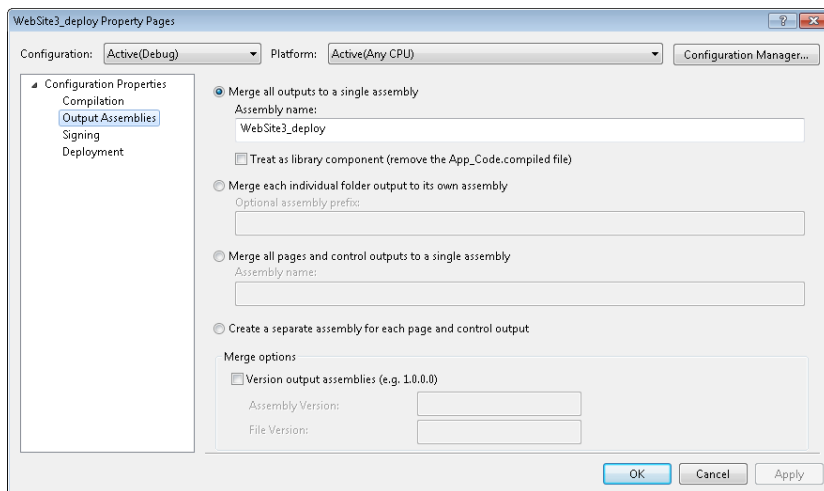 WebSite3_deploy Property Pages
Configuration: Active(Debug) Platform: Active(Any CPU) Configuration Manager...
Configuration Properties
Compilation
Output Assemblies
Signing
Deployment
Merge all outputs to a single assembly
Assembly name:
WebSite3_deploy
Treat as library component (remove the App_Code.compiled file)
Merge each individual folder output to its own assembly
Optional assembly prefix:
Merge all pages and control outputs to a single assembly
Assembly name:
Create a separate assembly for each page and control output
Merge options
Version output assemblies (e.g. 1.0.0.0)
Assembly Version:
File Version:
OK Cancel Apply